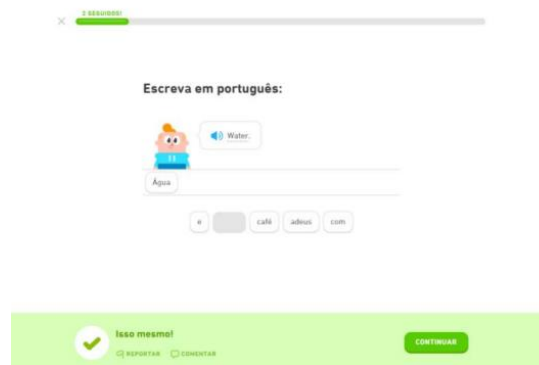 2 SEGUIDOS!
Escreva em português:
Water.
Água
e café adeus com
Isso mesmo!
REPORTAR COMENTAR
CONTINUAR